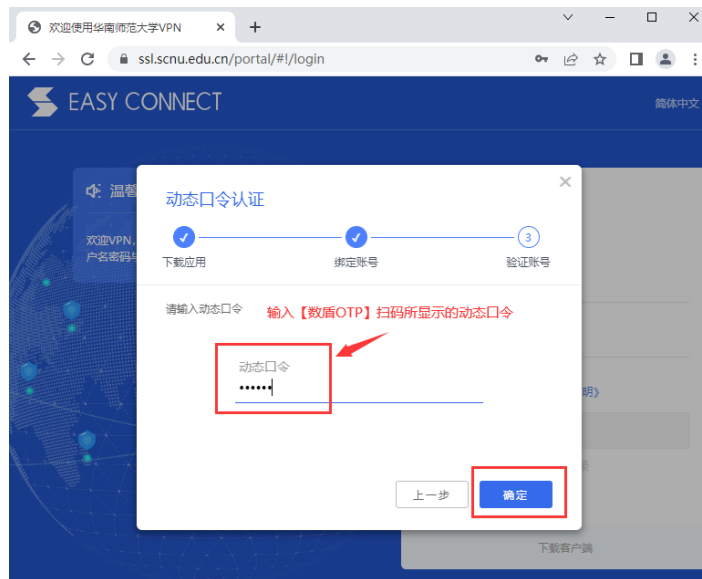 欢迎使用华南师范大学VPN
ssl.scnu.edu.cn/portal/#!/login
EASY CONNECT
简体中文
温馨
欢迎VPN,
户名密码
动态口令认证
3
下载应用
绑定账号
验证账号
请输入动态口令
输入【数盾OTP】扫码所显示的动态口令
动态口令
••••••
明》
上一步
确定
下载客户端